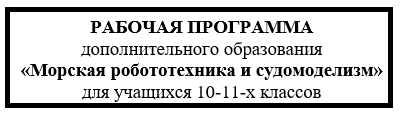 РАБОЧАЯ ПРОГРАММА
дополнительного образования
«Морская робототехника и судомоделизм»
для учащихся 10-11-х классов